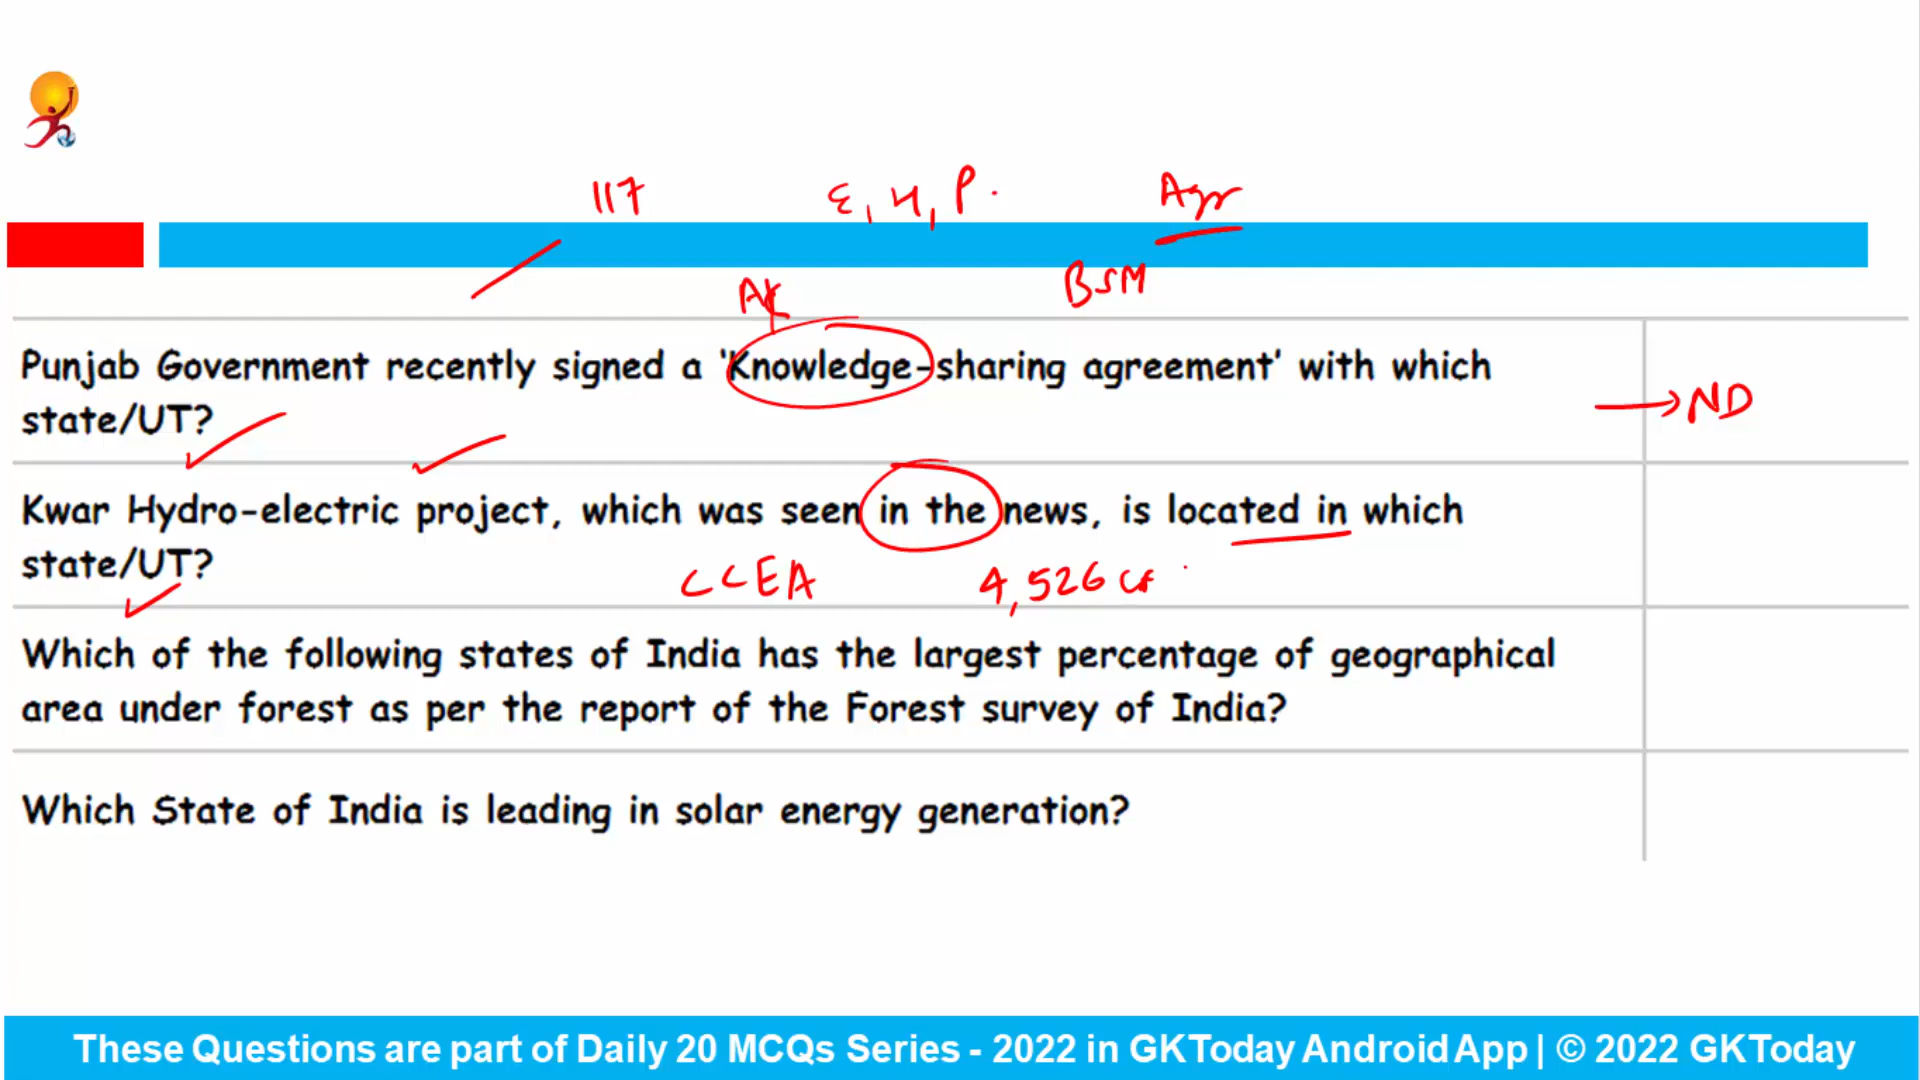 117 E, H, P. Agr
AK BSM
Punjab Government recently signed a ‘Knowledge-sharing agreement’ with which
state/UT?
→ ND
Kwar Hydro-electric project, which was seen in the news, is located in which
state/UT?
CCEA 4,526 cr
Which of the following states of India has the largest percentage of geographical
area under forest as per the report of the Forest survey of India?
Which State of India is leading in solar energy generation?
These Questions are part of Daily 20 MCQs Series - 2022 in GKToday Android App | © 2022 GKToday